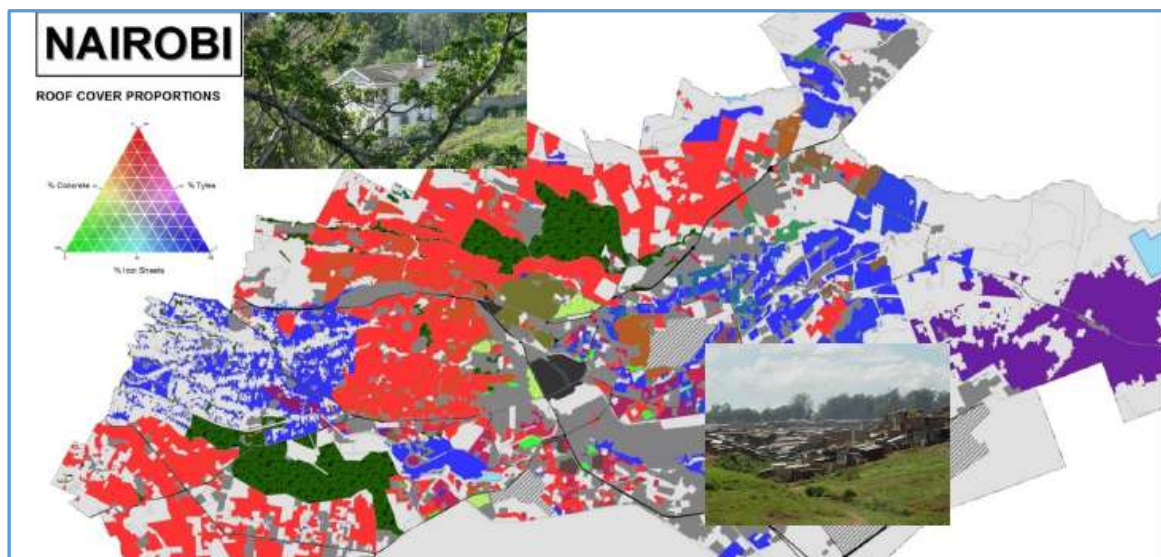 NAIROBI
ROOF COVER PROPORTIONS
% Concrete
% Tyles
% Iron Sheets